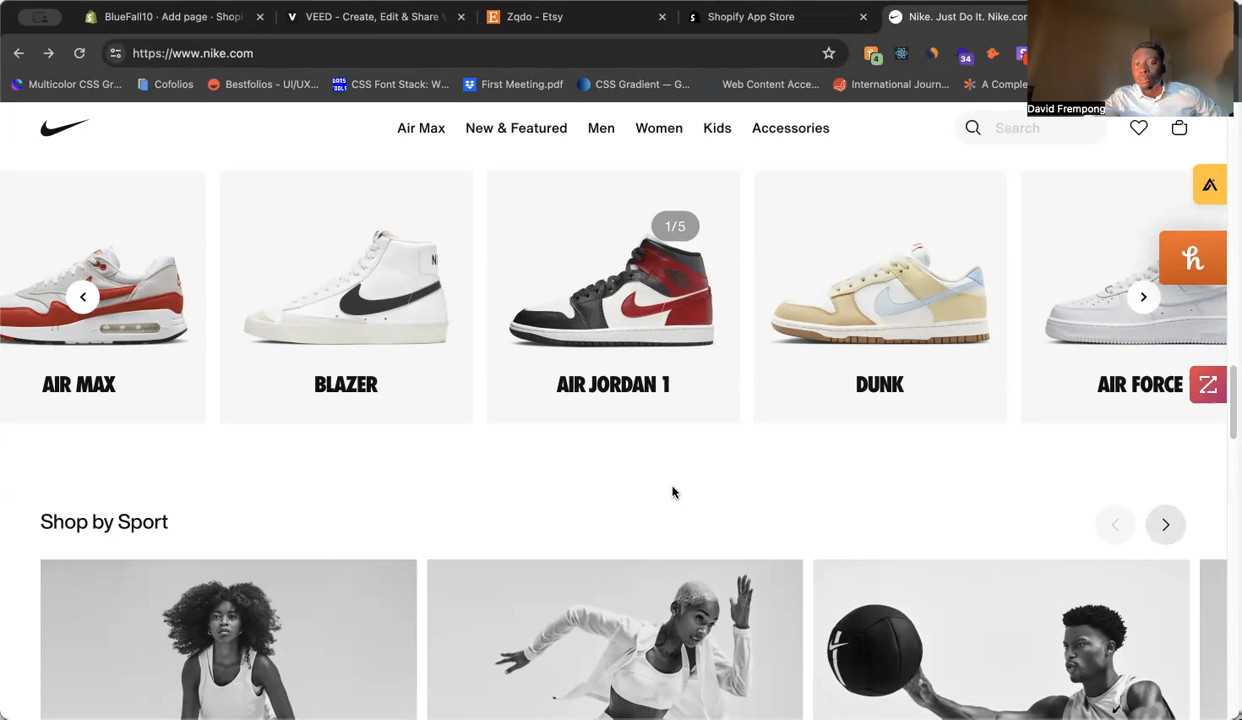 BlueFall10 · Add page · Shopi
VEED - Create, Edit & Share
Zqdo - Etsy
Shopify App Store
Nike. Just Do It. Nike.com
https://www.nike.com
4
34
Multicolor CSS Gr...
Cofolios
Bestfolios - UI/UX...
CSS Font Stack: W...
First Meeting.pdf
CSS Gradient — G...
Web Content Acce...
International Journ...
A Comple
David Frempong
Air Max
New & Featured
Men
Women
Kids
Accessories
Search
1/5
N
AIR MAX
BLAZER
AIR JORDAN 1
DUNK
AIR FORCE
Shop by Sport